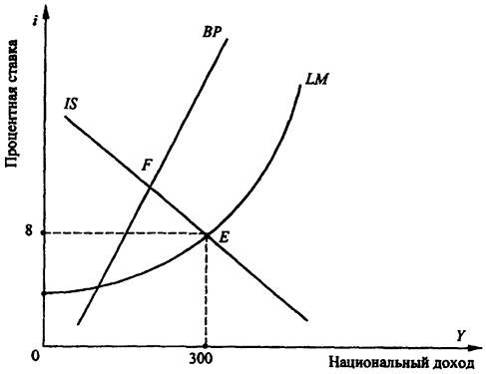 i
BP
LM
IS
Процентная ставка
F
8
E
Y
0
300
Национальный доход